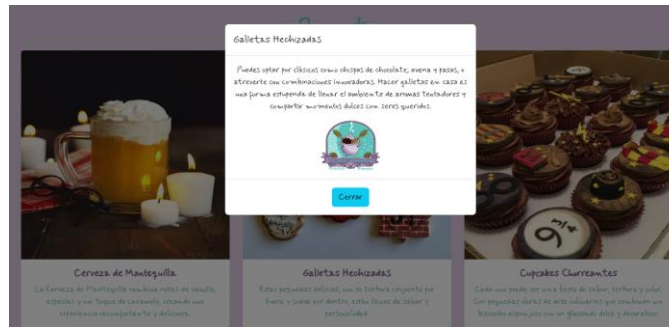 Galletas Hechizadas
Puedes optar por clásicos como chispas de chocolate, avena y pasas, o
atreverte con combinaciones innovadoras. Hacer galletas en casa es
una forma estupenda de llenar el ambiente de aromas tentadores y
compartir momentos dulces con seres queridos.
Cerrar
9 ¾
Cerveza de Mantequilla
La Cerveza de Mantequilla combina notas de vainilla,
especias y un toque de caramelo, creando una
experiencia reconfortante y deliciosa.
Galletas Hechizadas
Estas pequeñas delicias, con su textura crujiente por
fuera y suave por dentro, están llenas de sabor y
personalidad.
Cupcakes Churreantes
Cada uno puede ser una fiesta de sabor, textura y color.
Son pequeñas obras de arte culinarias que combinan un
bizcocho esponjoso con un glaseado dulce y decorativo.